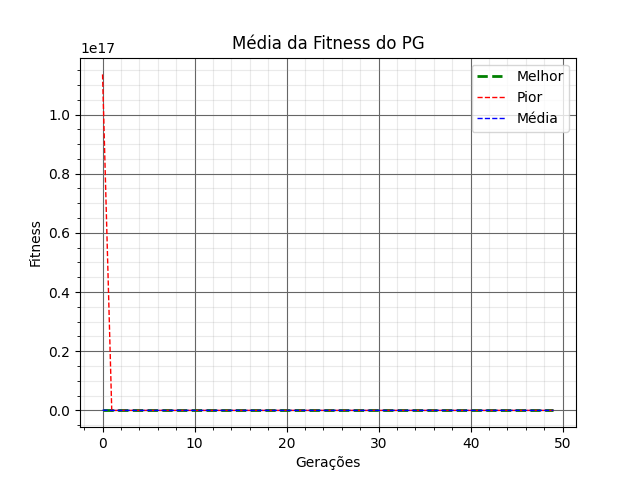 Média da Fitness do PG
1e17
Melhor
Pior
Média
1.0
0.8
0.6
0.4
0.2
0.0
Fitness
0 10 20 30 40 50
Gerações